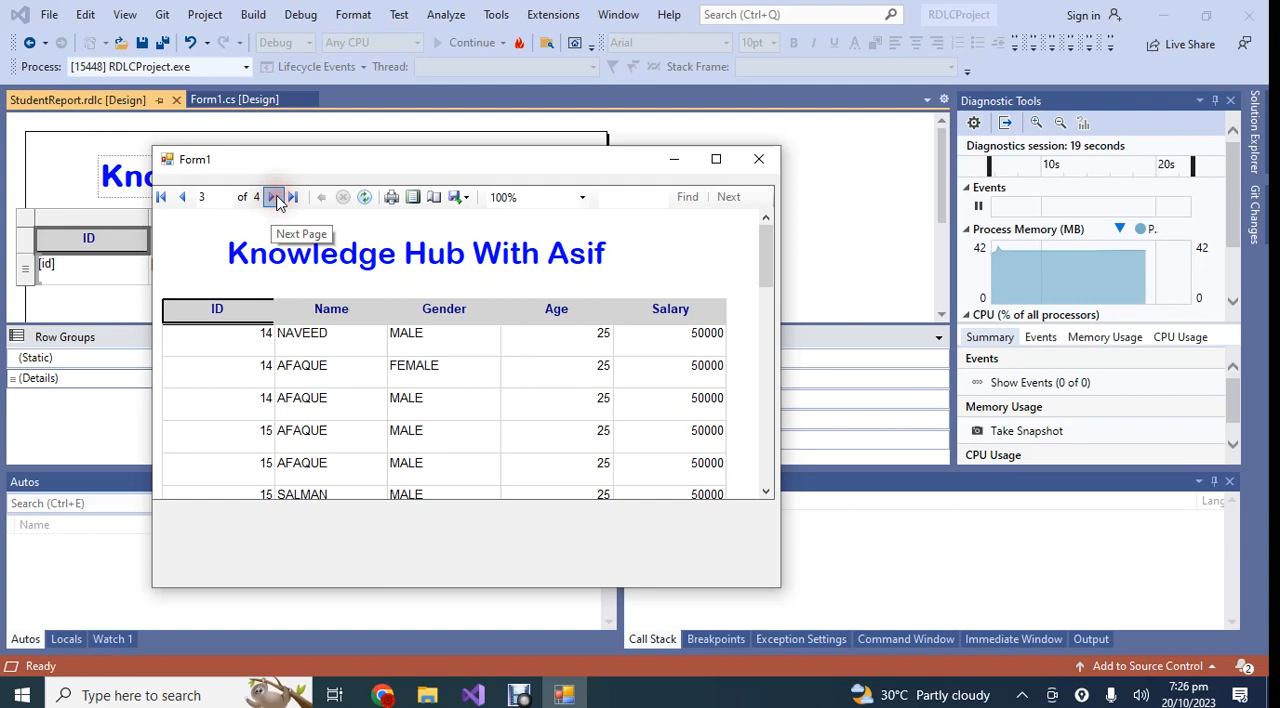 File Edit View Git Project Build Debug Format Test Analyze Tools Extensions Window Help Search (Ctrl+Q) RDLCProject Sign in
Debug Any CPU Continue Arial 10pt B I U A Live Share
Process: [15448] RDLCProject.exe Lifecycle Events Thread: Stack Frame:
StudentReport.rdlc [Design] Form1.cs [Design]
Diagnostic Tools
Diagnostics session: 19 seconds
10s 20s
Events
Process Memory (MB) P..
42 42
0 0
CPU (% of all processors)
Summary Events Memory Usage CPU Usage
Events
Show Events (0 of 0)
Memory Usage
Take Snapshot
CPU Usage
Solution Explorer
Git Changes
Kno
ID
[id]
Row Groups
(Static)
(Details)
Form1
3 of 4 100% Find Next
Next Page
Knowledge Hub With Asif
ID Name Gender Age Salary
14 NAVEED MALE 25 50000
14 AFAQUE FEMALE 25 50000
14 AFAQUE MALE 25 50000
15 AFAQUE MALE 25 50000
15 AFAQUE MALE 25 50000
15 SALMAN MALE 25 50000
Autos
Search (Ctrl+E)
Name Lang
Autos Locals Watch 1
Call Stack Breakpoints Exception Settings Command Window Immediate Window Output
Ready Add to Source Control 2
Type here to search 30°C Partly cloudy 7:26 pm
20/10/2023